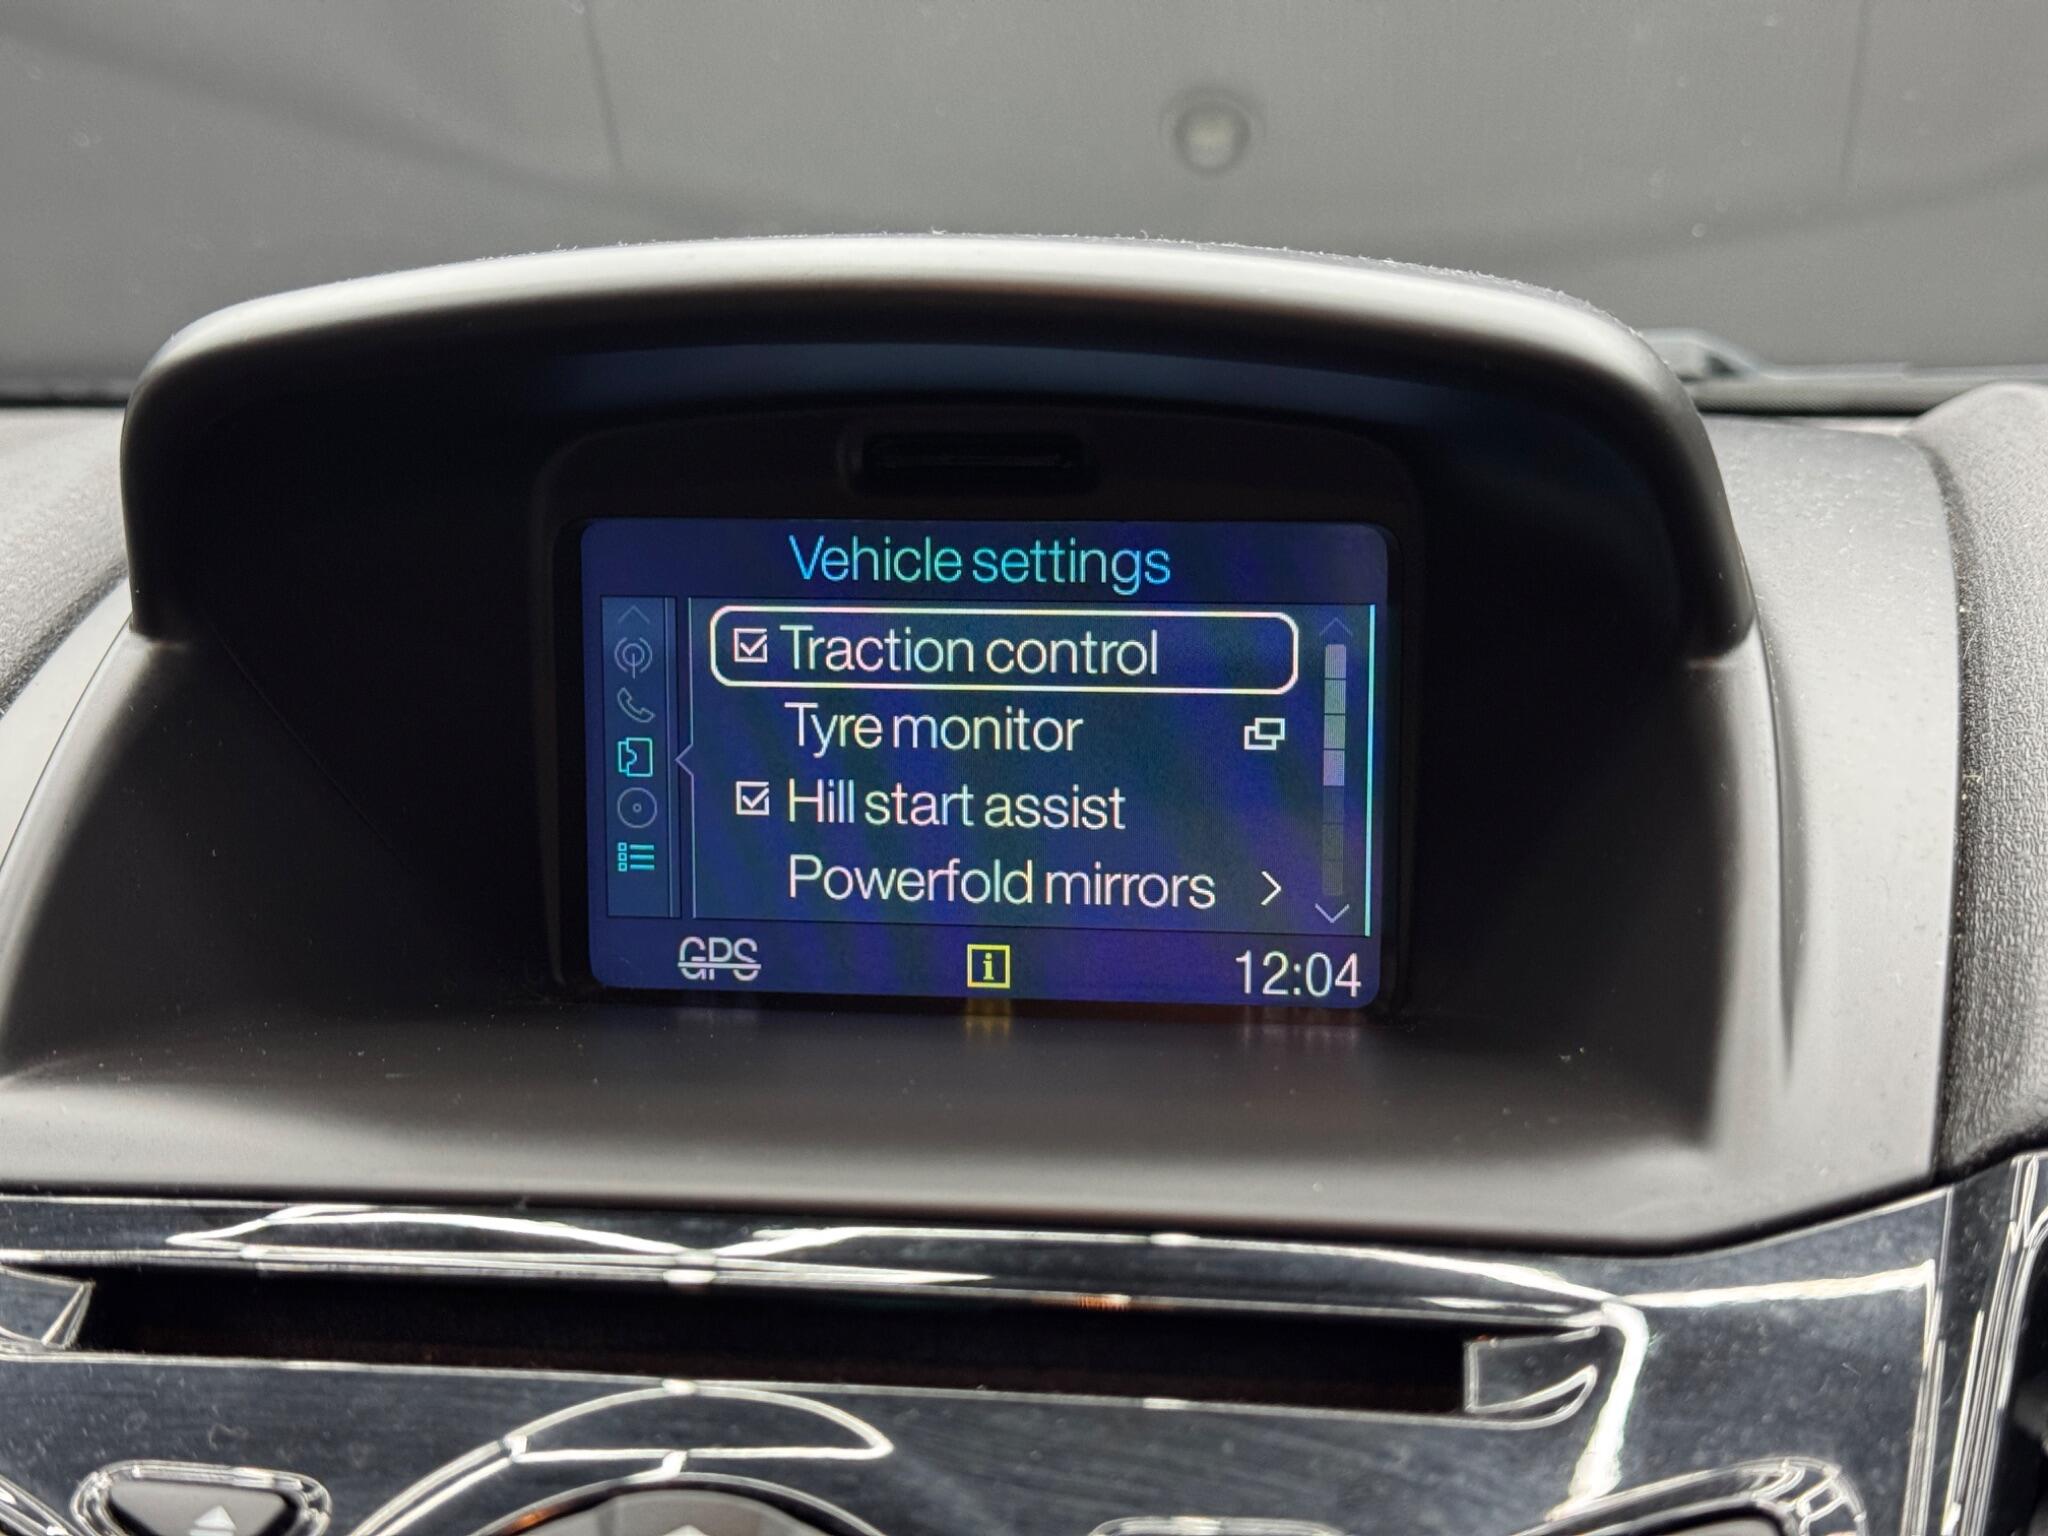 Vehicle settings
Traction control
Tyre monitor
Hill start assist
Powerfold mirrors
GPS i 12:04